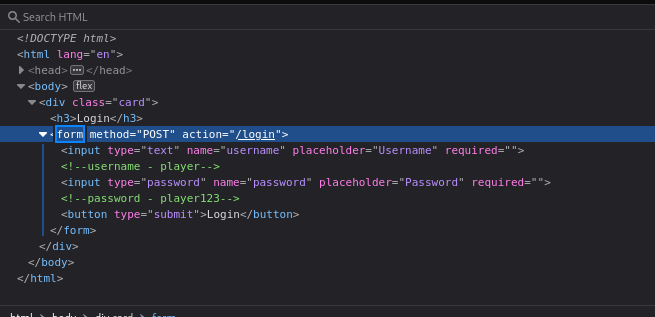 Search HTML
<!DOCTYPE html>
<html lang="en">
<head> ••• </head>
<body> flex
<div class="card">
<h3>Login</h3>
<form method="POST" action="/login">
<input type="text" name="username" placeholder="Username" required="">
<!--username - player-->
<input type="password" name="password" placeholder="Password" required="">
<!--password - player123-->
<button type="submit">Login</button>
</form>
</div>
</body>
</html>
html > body > div.card > form